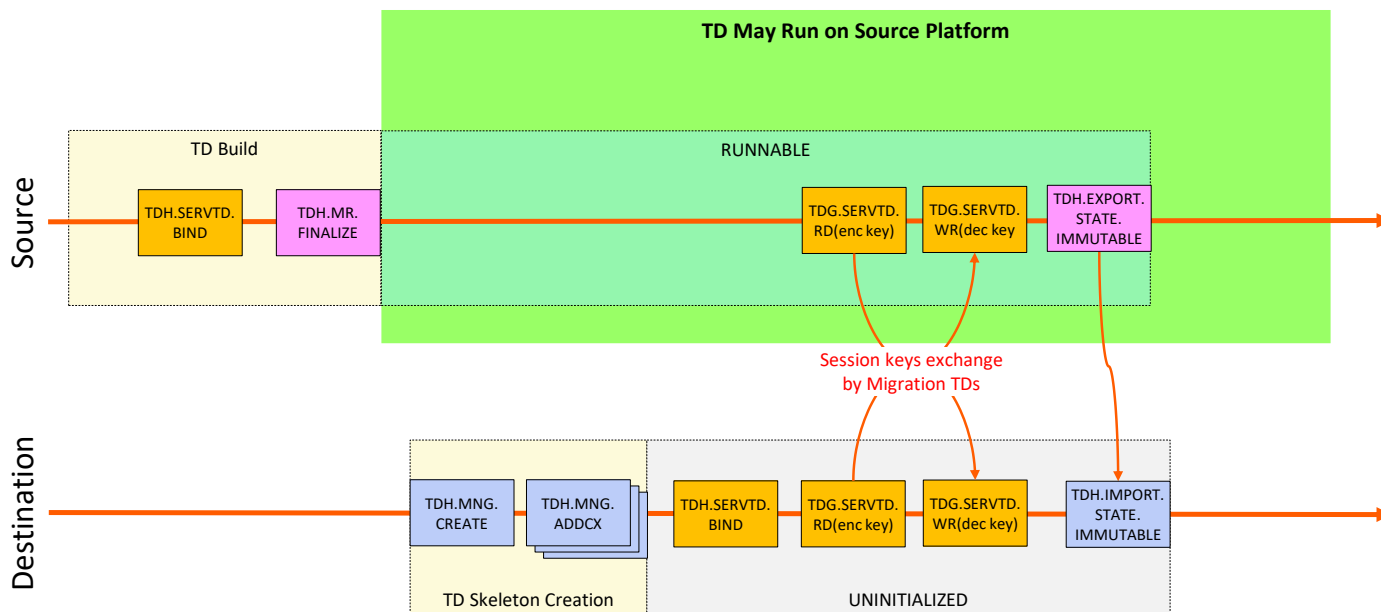 TD May Run on Source Platform
TD Build
RUNNABLE
Source
TDH.SERVTD.
BIND
TDH.MR.
FINALIZE
TDG.SERVTD.
RD(enc key)
TDG.SERVTD.
WR(dec key
TDH.EXPORT.
STATE.
IMMUTABLE
Session keys exchange
by Migration TDs
Destination
TDH.MNG.
CREATE
TDH.MNG.
ADDCX
TDH.SERVTD.
BIND
TDG.SERVTD.
RD(enc key)
TDG.SERVTD.
WR(dec key)
TDH.IMPORT.
STATE.
IMMUTABLE
TD Skeleton Creation
UNINITIALIZED